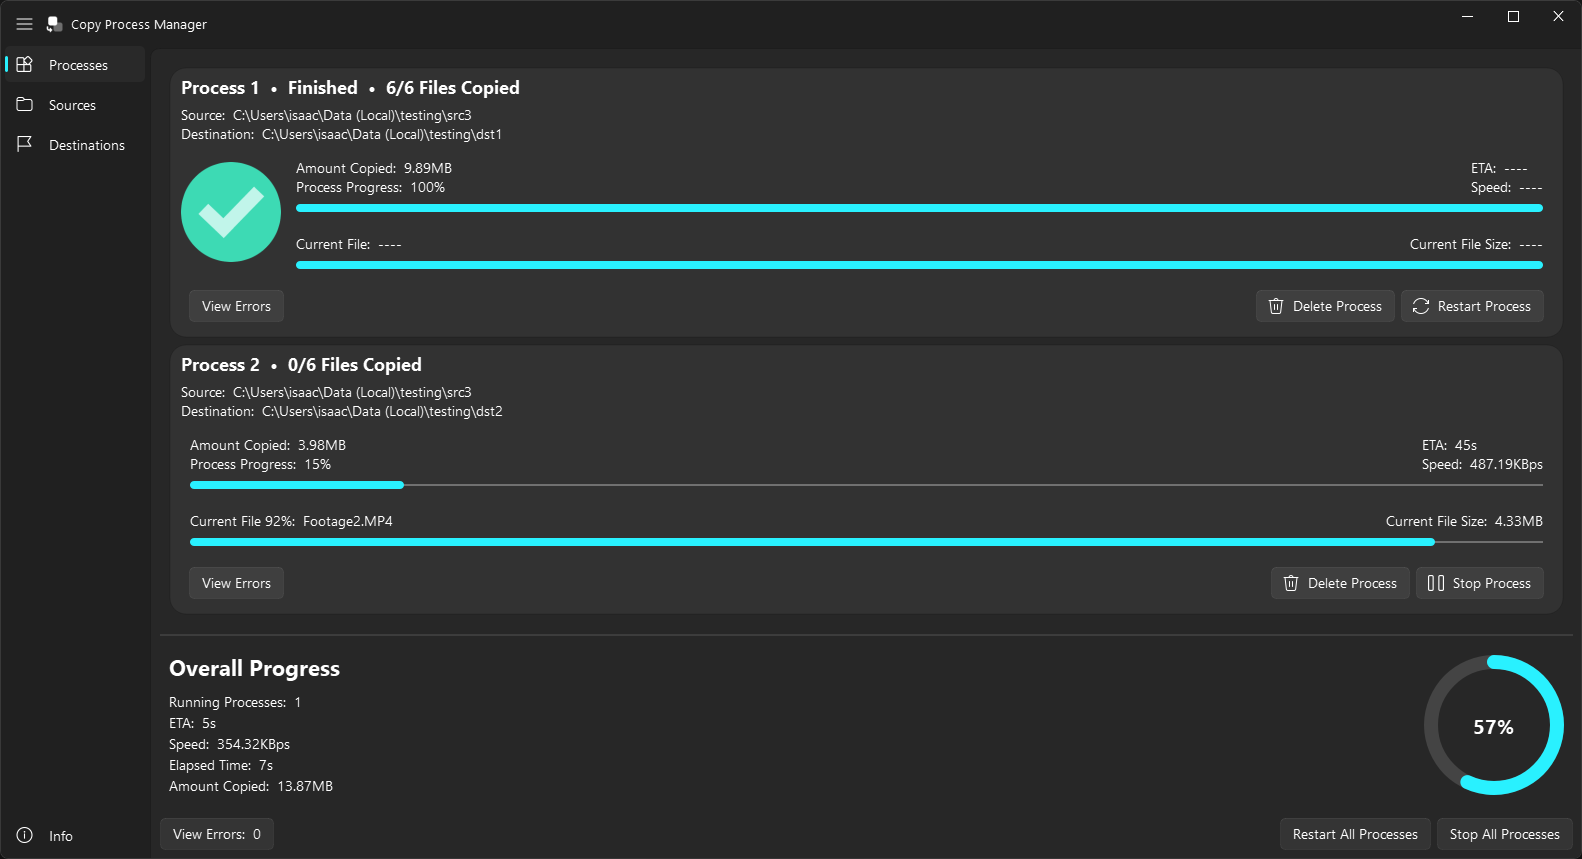 Copy Process Manager
Processes
Sources
Destinations
Info
Process 1 • Finished • 6/6 Files Copied
Source: C:\Users\isaac\Data (Local)\testing\src3
Destination: C:\Users\isaac\Data (Local)\testing\dst1
Amount Copied: 9.89MB
ETA: ----
Process Progress: 100%
Speed: ----
Current File: ----
Current File Size: ----
View Errors
Delete Process
Restart Process
Process 2 • 0/6 Files Copied
Source: C:\Users\isaac\Data (Local)\testing\src3
Destination: C:\Users\isaac\Data (Local)\testing\dst2
Amount Copied: 3.98MB
ETA: 45s
Process Progress: 15%
Speed: 487.19KBps
Current File 92%: Footage2.MP4
Current File Size: 4.33MB
View Errors
Delete Process
Stop Process
Overall Progress
Running Processes: 1
ETA: 5s
Speed: 354.32KBps
Elapsed Time: 7s
Amount Copied: 13.87MB
57%
View Errors: 0
Restart All Processes
Stop All Processes